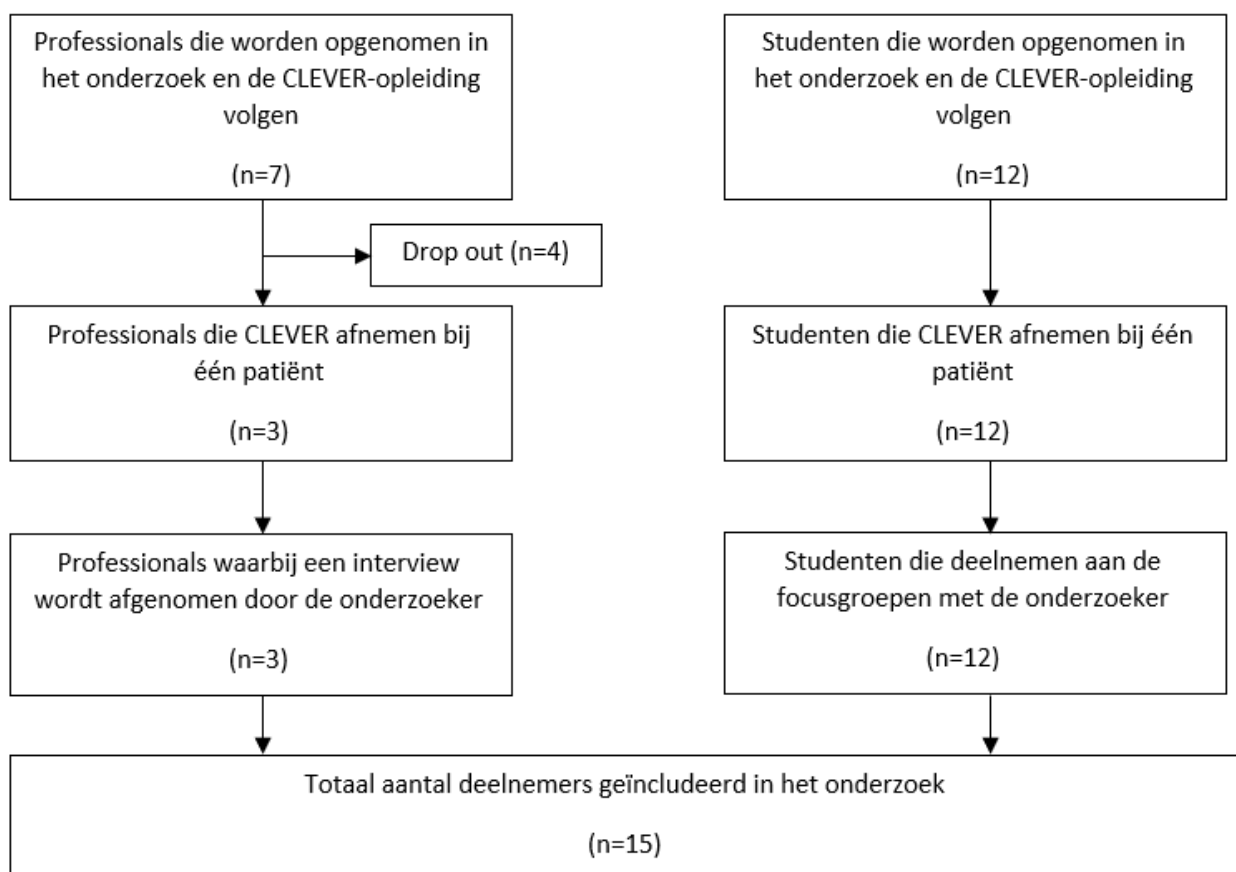 Professionals die worden opgenomen in
het onderzoek en de CLEVER-opleiding
volgen
(n=7)
Drop out (n=4)
Professionals die CLEVER afnemen bij
één patiënt
(n=3)
Professionals waarbij een interview
wordt afgenomen door de onderzoeker
(n=3)
Studenten die worden opgenomen in
het onderzoek en de CLEVER-opleiding
volgen
(n=12)
Studenten die CLEVER afnemen bij één
patiënt
(n=12)
Studenten die deelnemen aan de
focusgroepen met de onderzoeker
(n=12)
Totaal aantal deelnemers geïncludeerd in het onderzoek
(n=15)